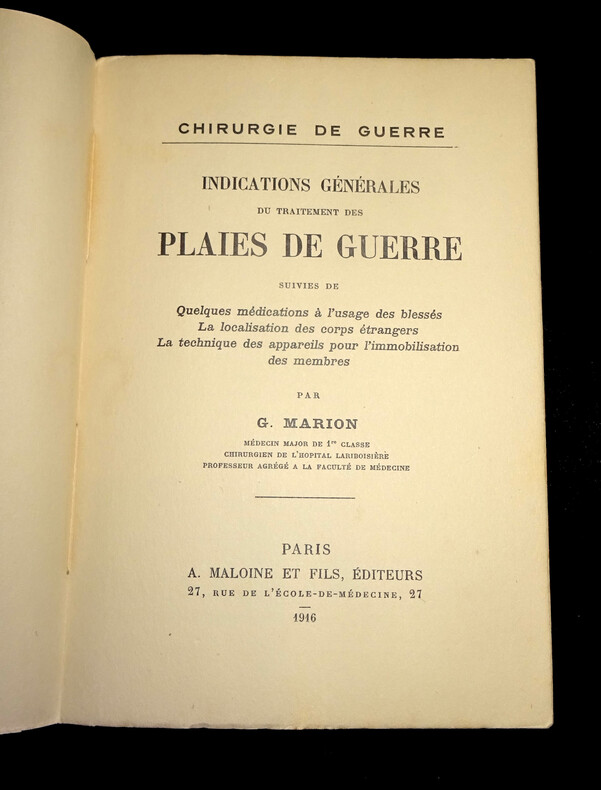 CHIRURGIE DE GUERRE
INDICATIONS GÉNÉRALES
DU TRAITEMENT DES
PLAIES DE GUERRE
SUIVIES DE
Quelques médications à l'usage des blessés
La localisation des corps étrangers
La technique des appareils pour l'immobilisation
des membres
PAR
G. MARION
MÉDECIN MAJOR DE 1re CLASSE
CHIRURGIEN DE L'HOPITAL LARIBOISIÈRE
PROFESSEUR AGRÉGÉ A LA FACULTÉ DE MÉDECINE
PARIS
A. MALOINE ET FILS, ÉDITEURS
27, RUE DE L'ÉCOLE-DE-MÉDECINE, 27
1916